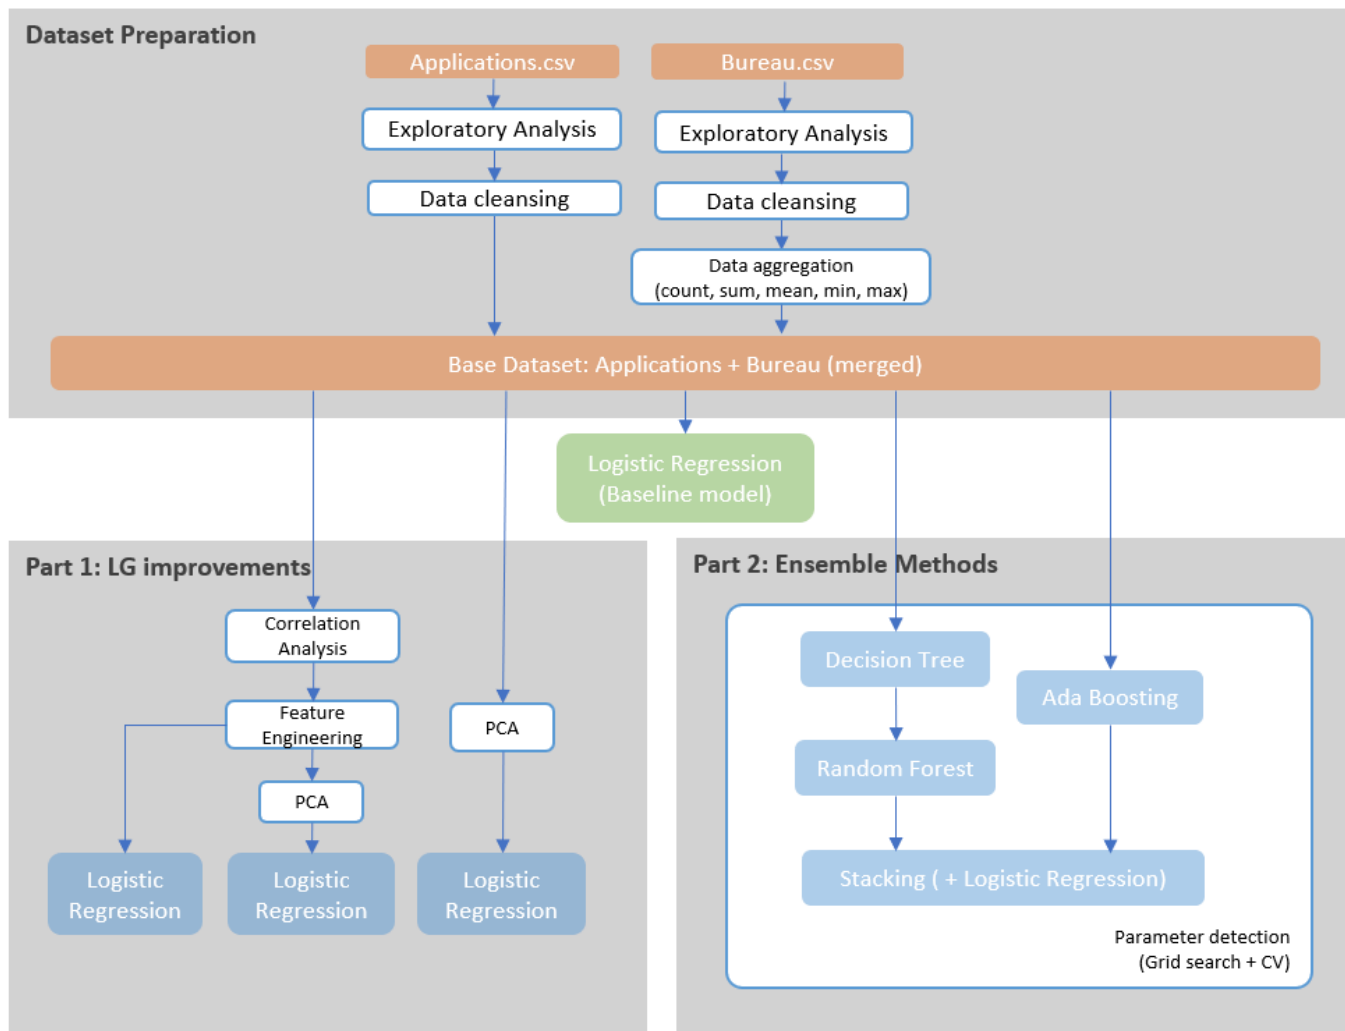 Dataset Preparation
Applications.csv
Bureau.csv
Exploratory Analysis
Exploratory Analysis
Data cleansing
Data cleansing
Data aggregation
(count, sum, mean, min, max)
Base Dataset: Applications + Bureau (merged)
Logistic Regression
(Baseline model)
Part 1: LG improvements
Correlation
Analysis
Feature
Engineering
PCA
PCA
Logistic
Regression
Logistic
Regression
Logistic
Regression
Part 2: Ensemble Methods
Decision Tree
Ada Boosting
Random Forest
Stacking ( + Logistic Regression)
Parameter detection
(Grid search + CV)